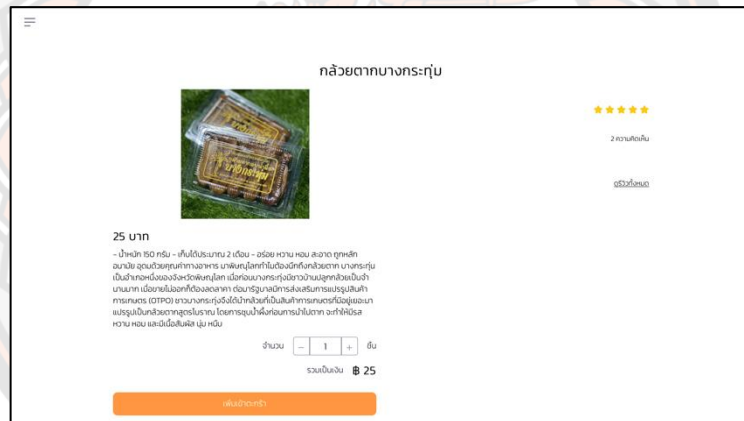 กล้วยตากบางกระทุ่ม
บางกระทุ่ม
2 ความคิดเห็น
ดูรีวิวทั้งหมด
25 บาท
- น้ำหนัก 150 กรัม - เก็บได้ประมาณ 2 เดือน - อร่อย หวาน หอม สะอาด ถูกหลัก
อนามัย อุดมด้วยคุณค่าทางอาหาร มาพิษณุโลกทำไมต้องนึกถึงกล้วยตาก บางกระทุ่ม
เป็นอำเภอหนึ่งของจังหวัดพิษณุโลก เมื่อก่อนบางกระทุ่มมีชาวบ้านปลูกกล้วยเป็นจำ
นานมาก เมื่อขายไม่ออกก็ต้องลดราคา ต่อมารัฐบาลมีการส่งเสริมการแปรรูปสินค้า
การเกษตร (OTPO) ชาวบางกระทุ่งจึงได้นำกล้วยที่เป็นสินค้าการเกษตรที่มีอยู่เยอะมา
แปรรูปเป็นกล้วยตากสูตรโบราณ โดยการชุบน้ำผึ้งก่อนการนำไปตาก จะทำให้มีรส
หวาน หอม และมีเนื้อสัมผัส นุ่ม หนึบ
จำนวน - 1 + ชิ้น
รวมเป็นเงิน ฿ 25
เพิ่มเข้าตะกร้า